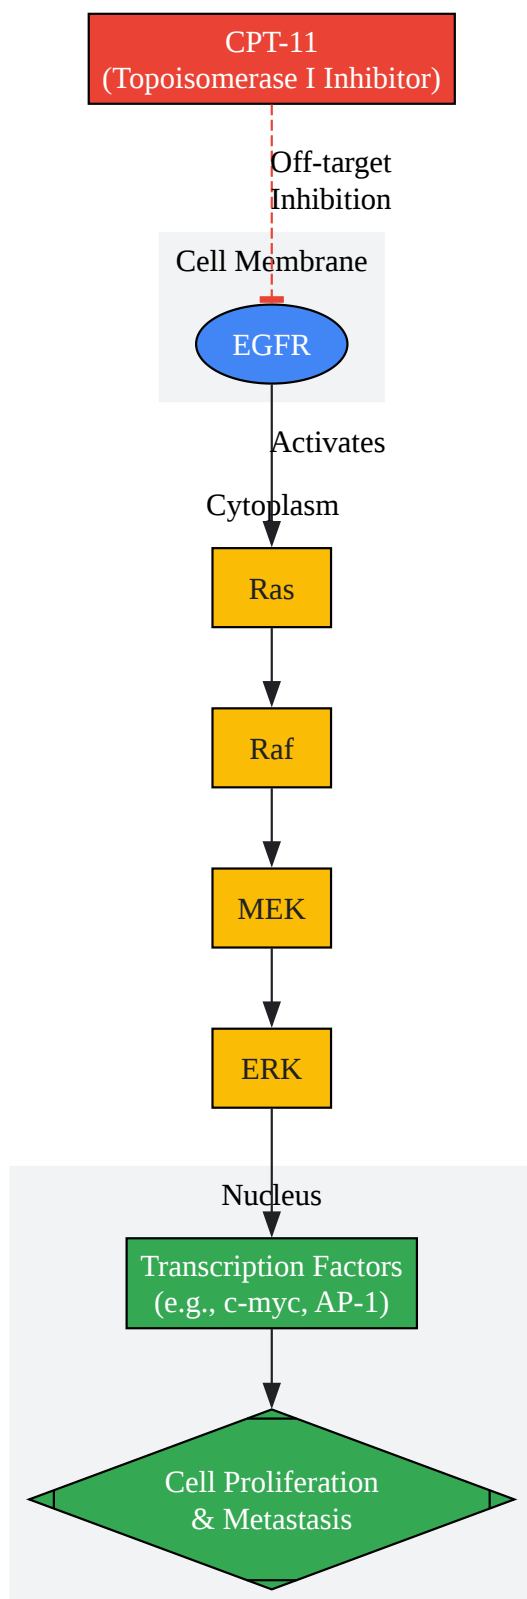 CPT-11
(Topoisomerase I Inhibitor)
Off-target
Inhibition
Cell Membrane
EGFR
Activates
Cytoplasm
Ras
Raf
MEK
ERK
Nucleus
Transcription Factors
(e.g., c-myc, AP-1)
Cell Proliferation
& Metastasis